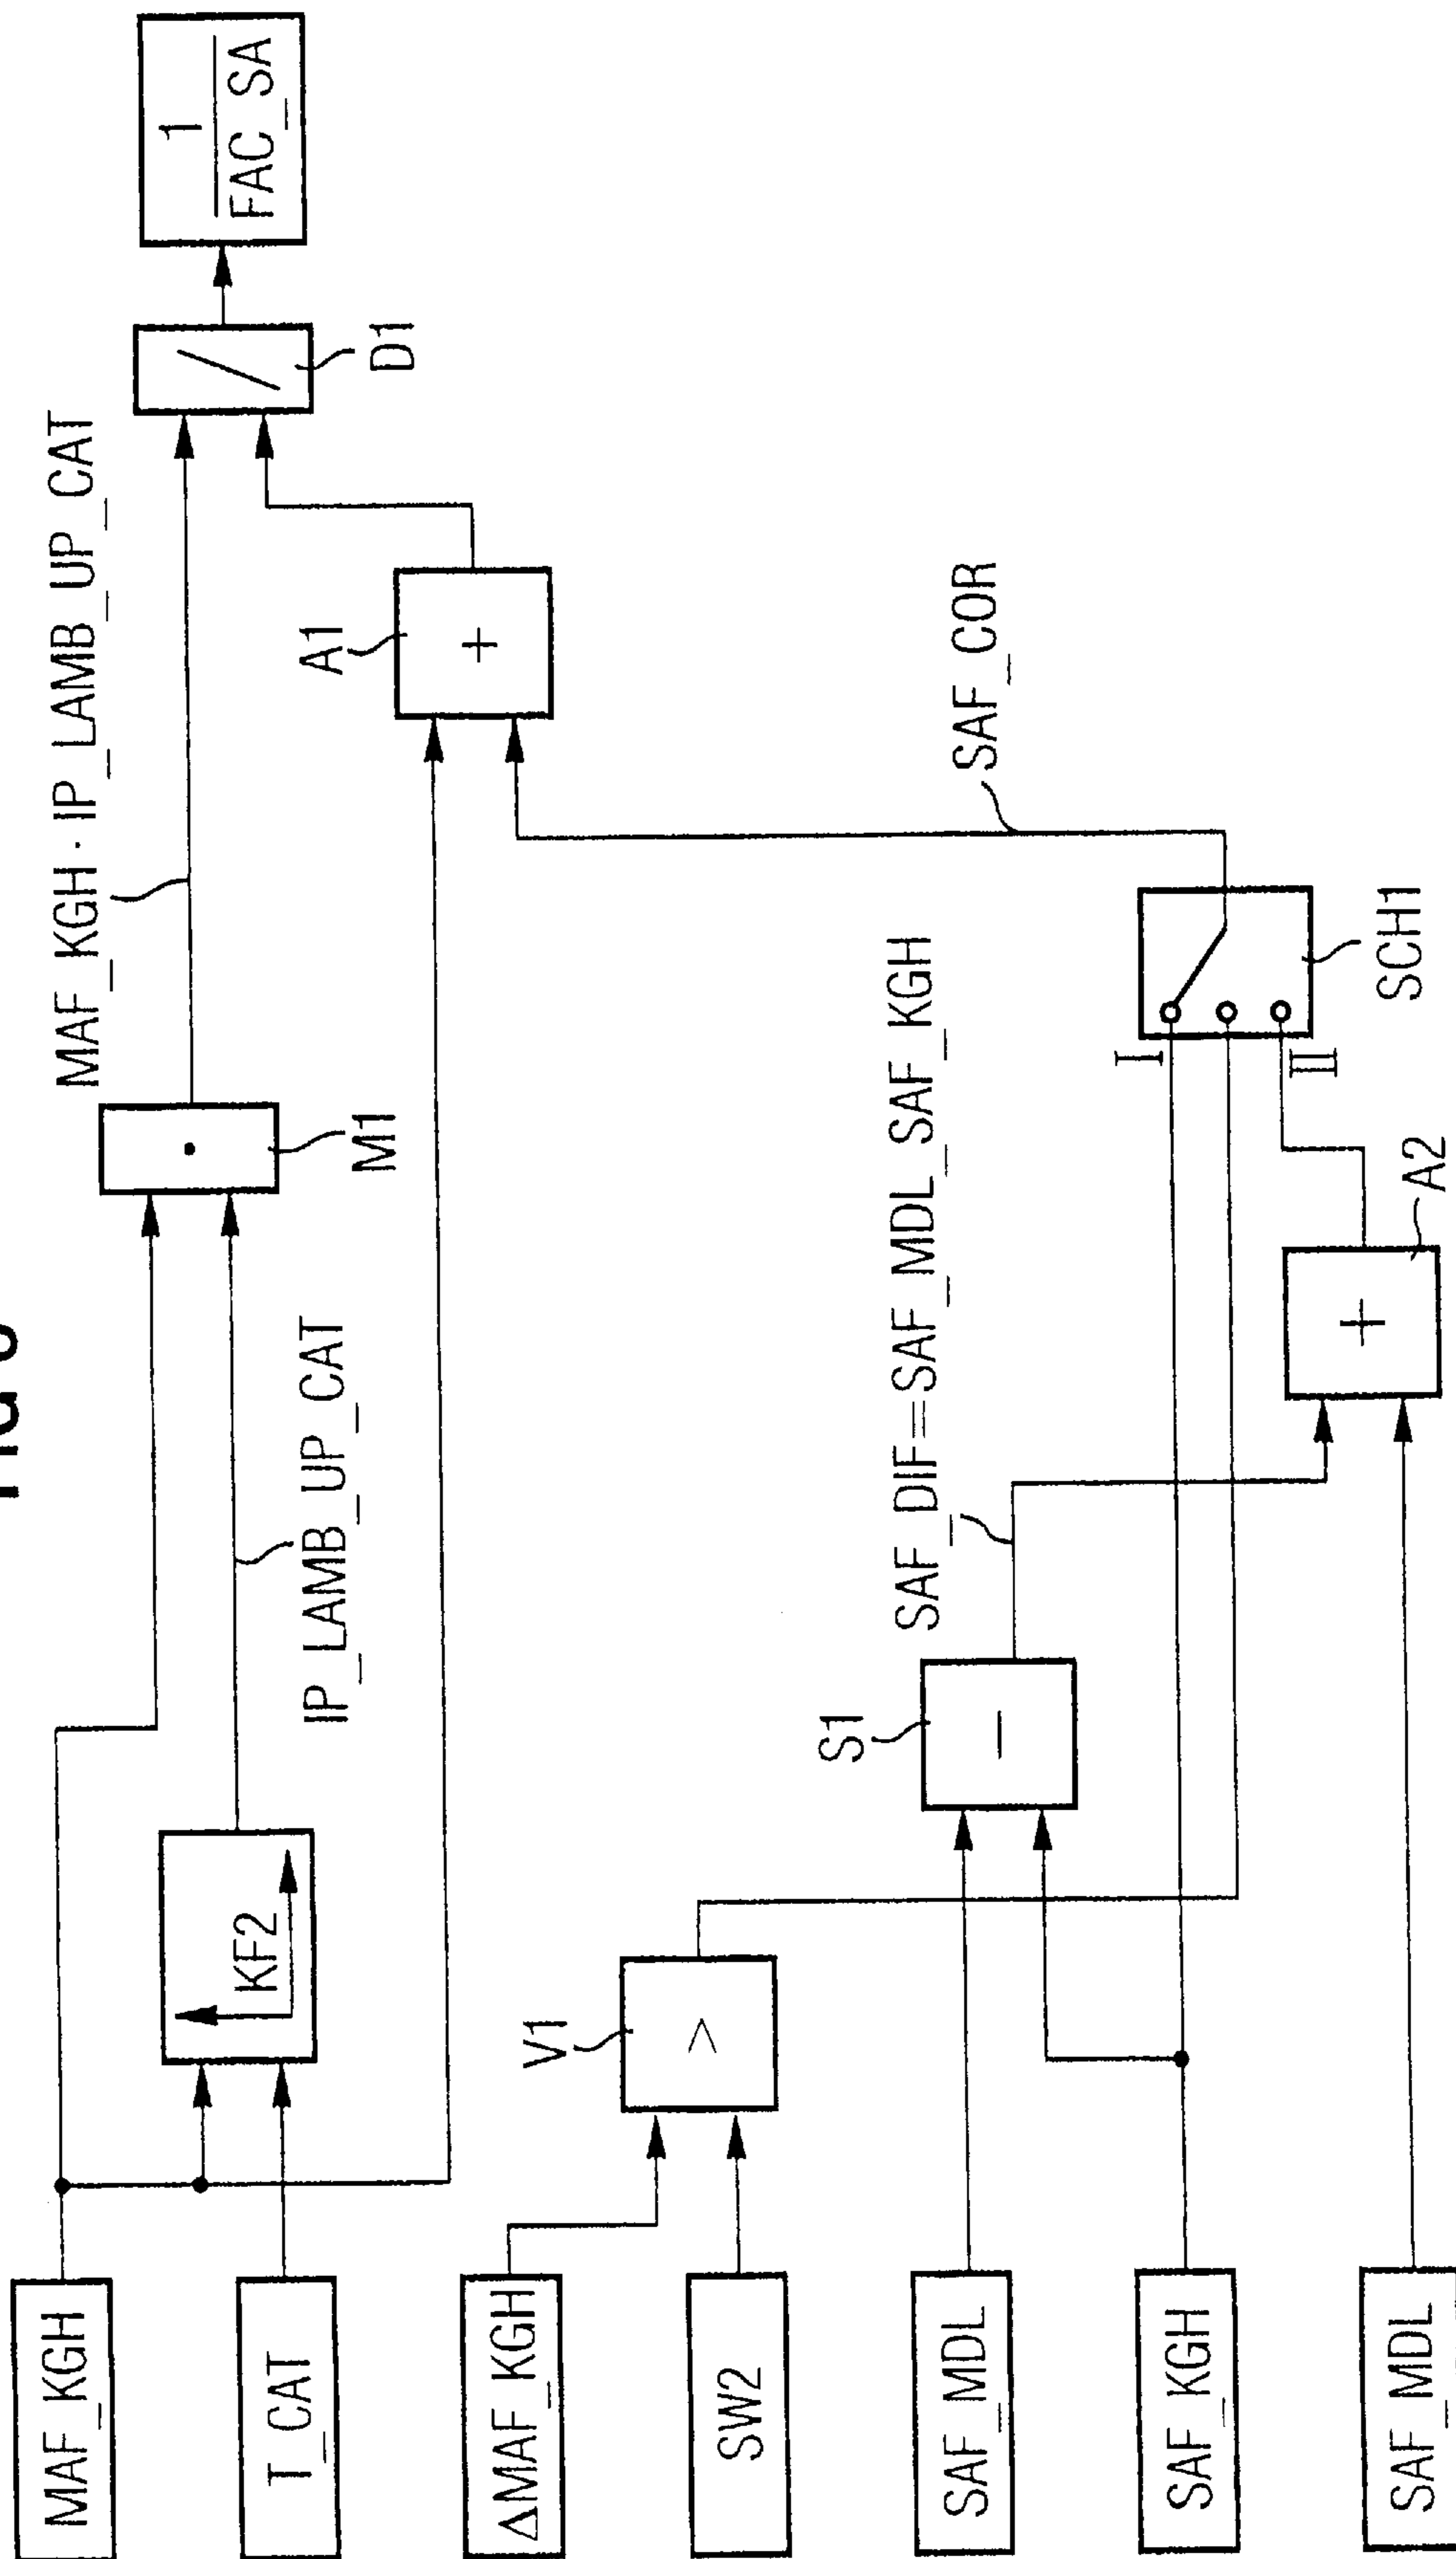 MAF_KGH
T_CAT
ΔMAF_KGH
SW2
SAF_MDL
SAF_KGH
SAF_MDL
KF2
V1
>
S1
−
IP_LAMB_UP_CAT
SAF_DIF=SAF_MDL_SAF_KGH
M1
·
MAF_KGH · IP_LAMB_UP_CAT
A2
+
I
II
SCH1
SAF_COR
A1
+
D1
/
1
FAC_SA